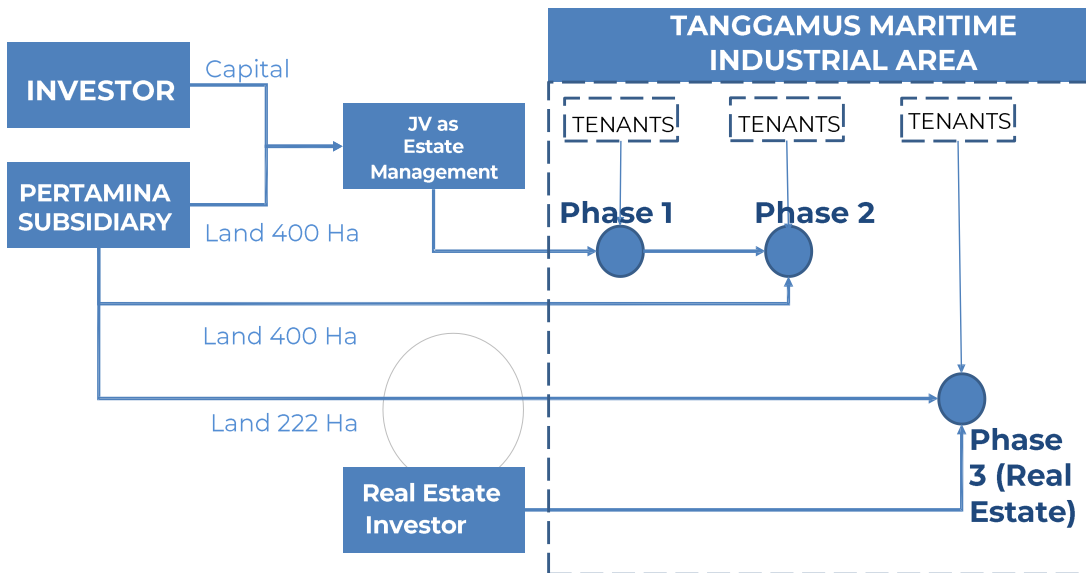 TANGGAMUS MARITIME
INDUSTRIAL AREA
INVESTOR
Capital
JV as
Estate
Management
TENANTS
TENANTS
TENANTS
PERTAMINA
SUBSIDIARY
Land 400 Ha
Phase 1
Phase 2
Land 400 Ha
Land 222 Ha
Phase
3 (Real
Estate)
Real Estate
Investor